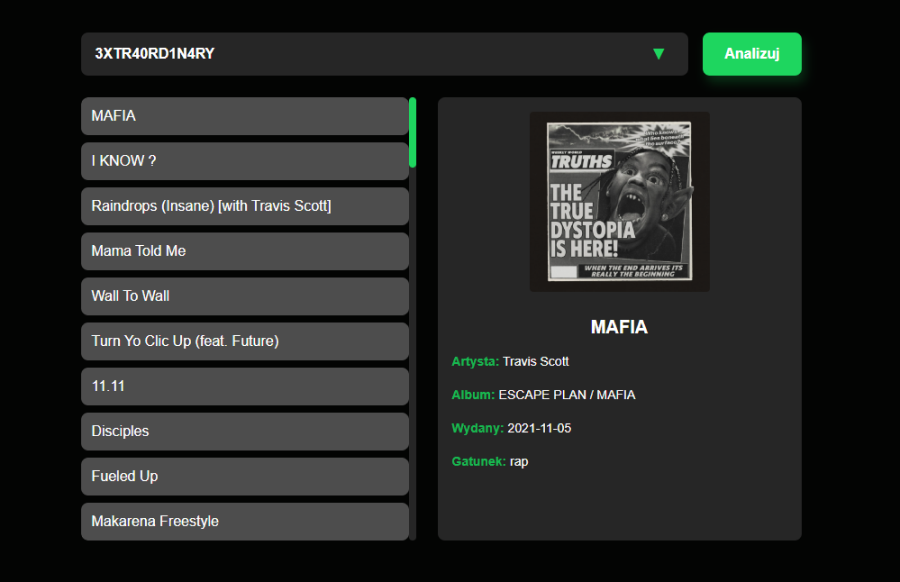 3XTR40RD1N4RY
Analizuj
MAFIA
I KNOW ?
Raindrops (Insane) [with Travis Scott]
Mama Told Me
Wall To Wall
Turn Yo Clic Up (feat. Future)
11.11
Disciples
Fueled Up
Makarena Freestyle
TRUTHS
THE
TRUE
DYSTOPIA
IS HERE!
WHEN THE END ARRIVES ITS
REALLY THE BEGINNING
MAFIA
Artysta: Travis Scott
Album: ESCAPE PLAN / MAFIA
Wydany: 2021-11-05
Gatunek: rap